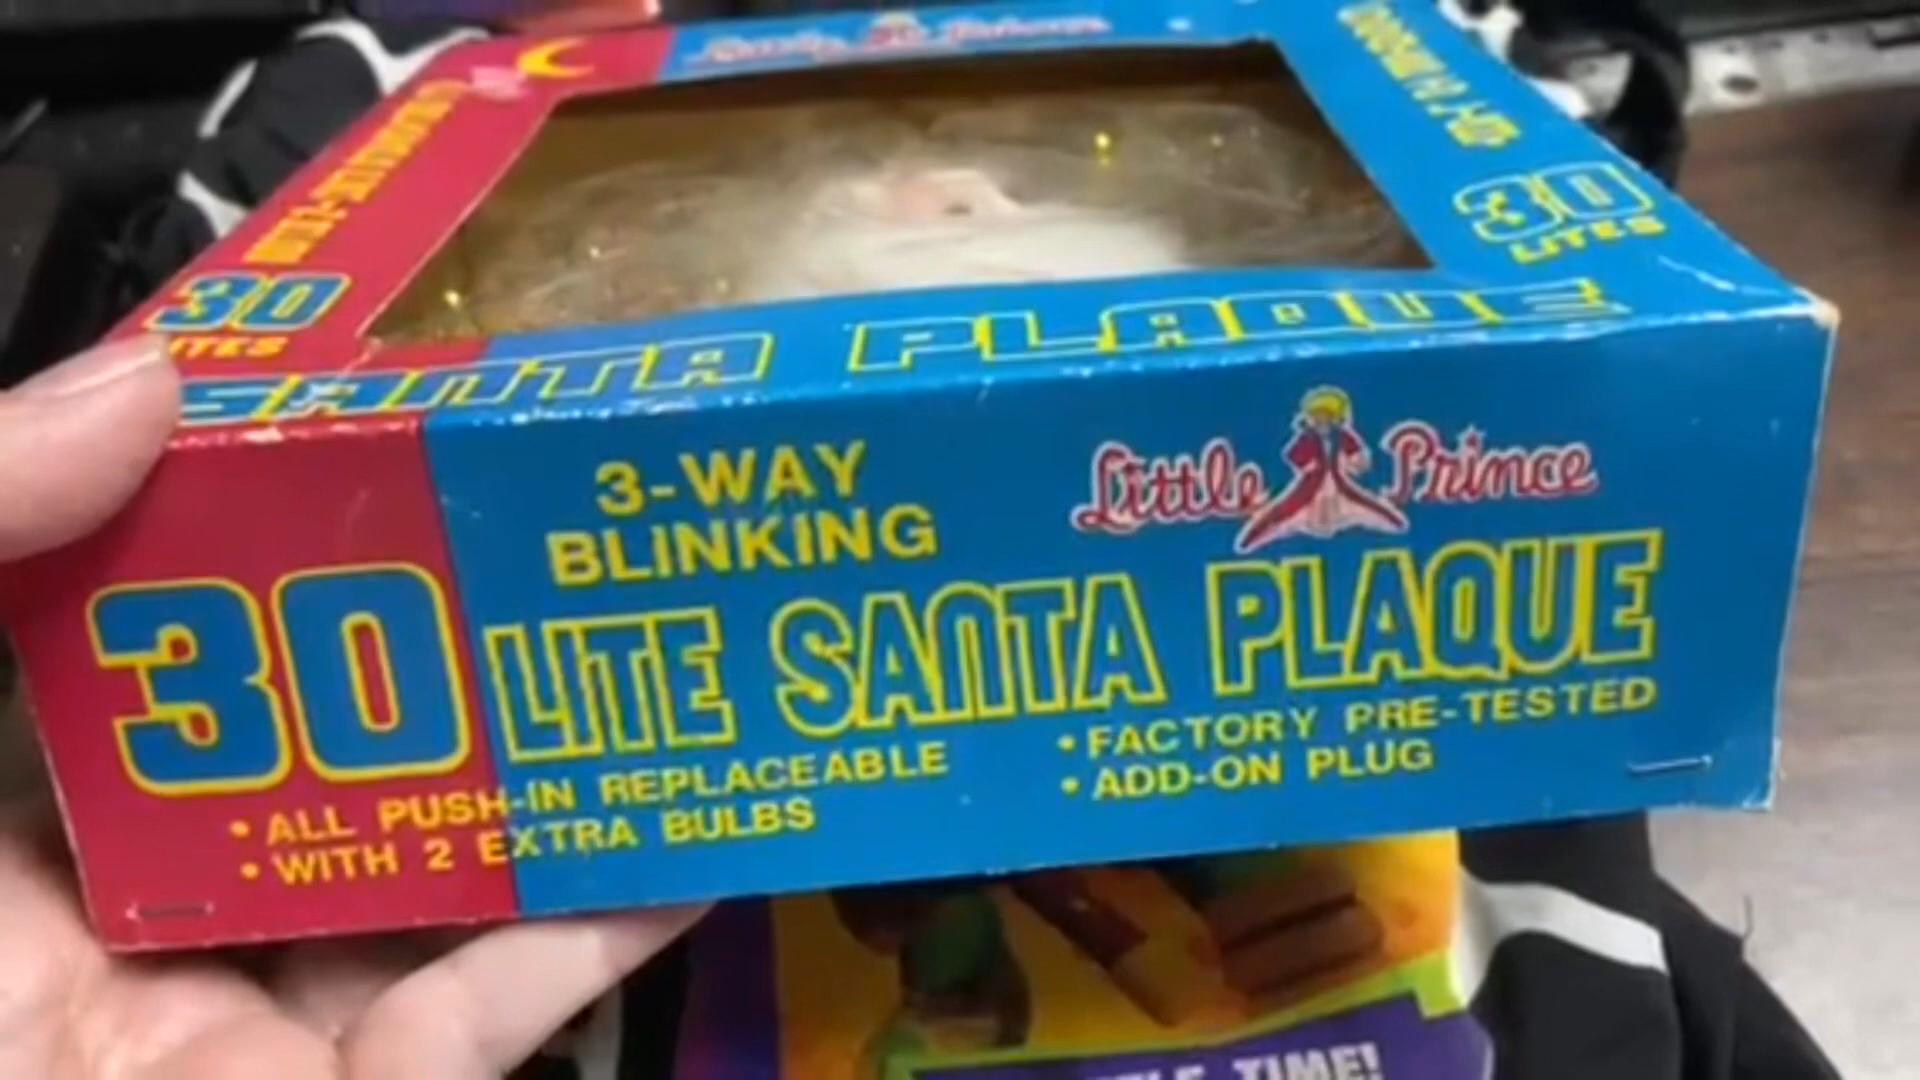 30
LITES
SANTA PLAQUE
30
LITES
3-WAY
BLINKING
Little Prince
30 LITE SANTA PLAQUE
• ALL PUSH-IN REPLACEABLE
• WITH 2 EXTRA BULBS
• FACTORY PRE-TESTED
• ADD-ON PLUG
TIME!